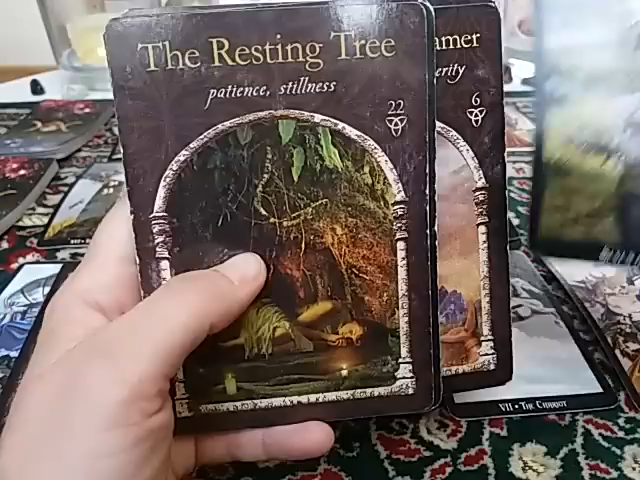 The Resting Tree
patience, stillness
22
amer
erity
6
VII • The Chariot